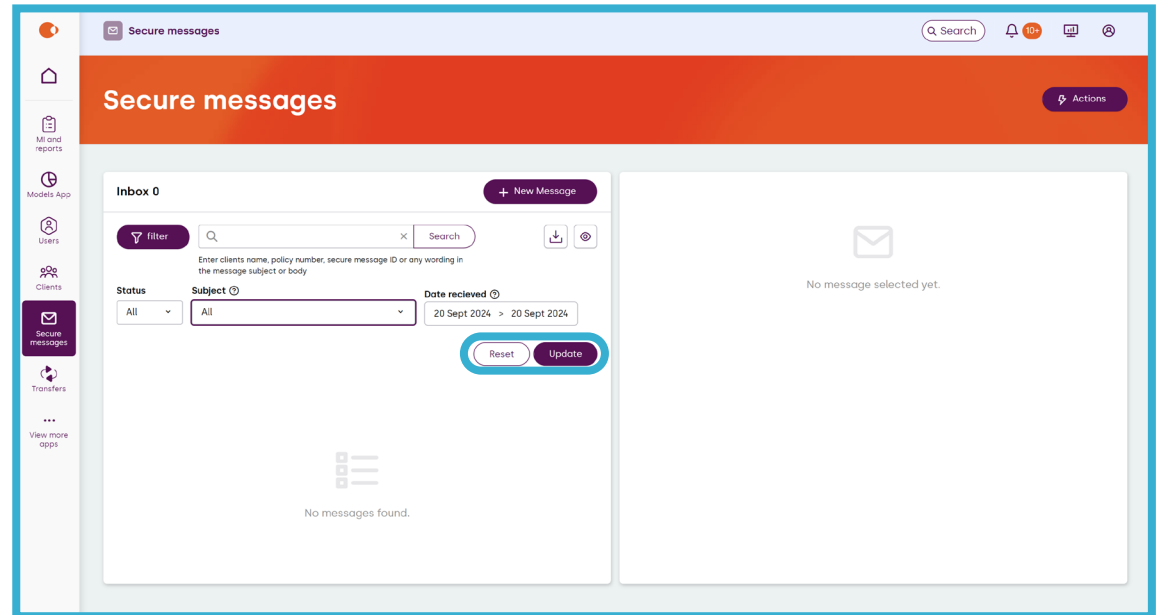 Secure messages
Search
10+
Secure messages
Actions
MI and
reports
Models App
Users
Clients
Secure
messages
Transfers
View more
apps
Inbox 0
+ New Message
filter
Search
Enter clients name, policy number, secure message ID or any wording in
the message subject or body
Status
Subject
Date recieved
All
All
20 Sept 2024 > 20 Sept 2024
Reset
Update
No messages found.
No message selected yet.